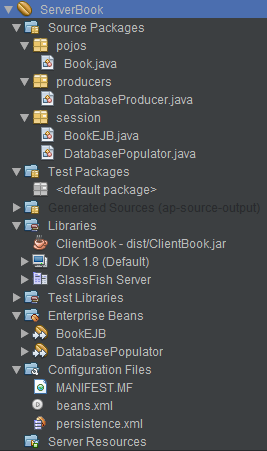 ServerBook
Source Packages
pojos
Book.java
producers
DatabaseProducer.java
session
BookEJB.java
DatabasePopulator.java
Test Packages
<default package>
Generated Sources (ap-source-output)
Libraries
ClientBook - dist/ClientBook.jar
JDK 1.8 (Default)
GlassFish Server
Test Libraries
Enterprise Beans
BookEJB
DatabasePopulator
Configuration Files
MANIFEST.MF
beans.xml
persistence.xml
Server Resources